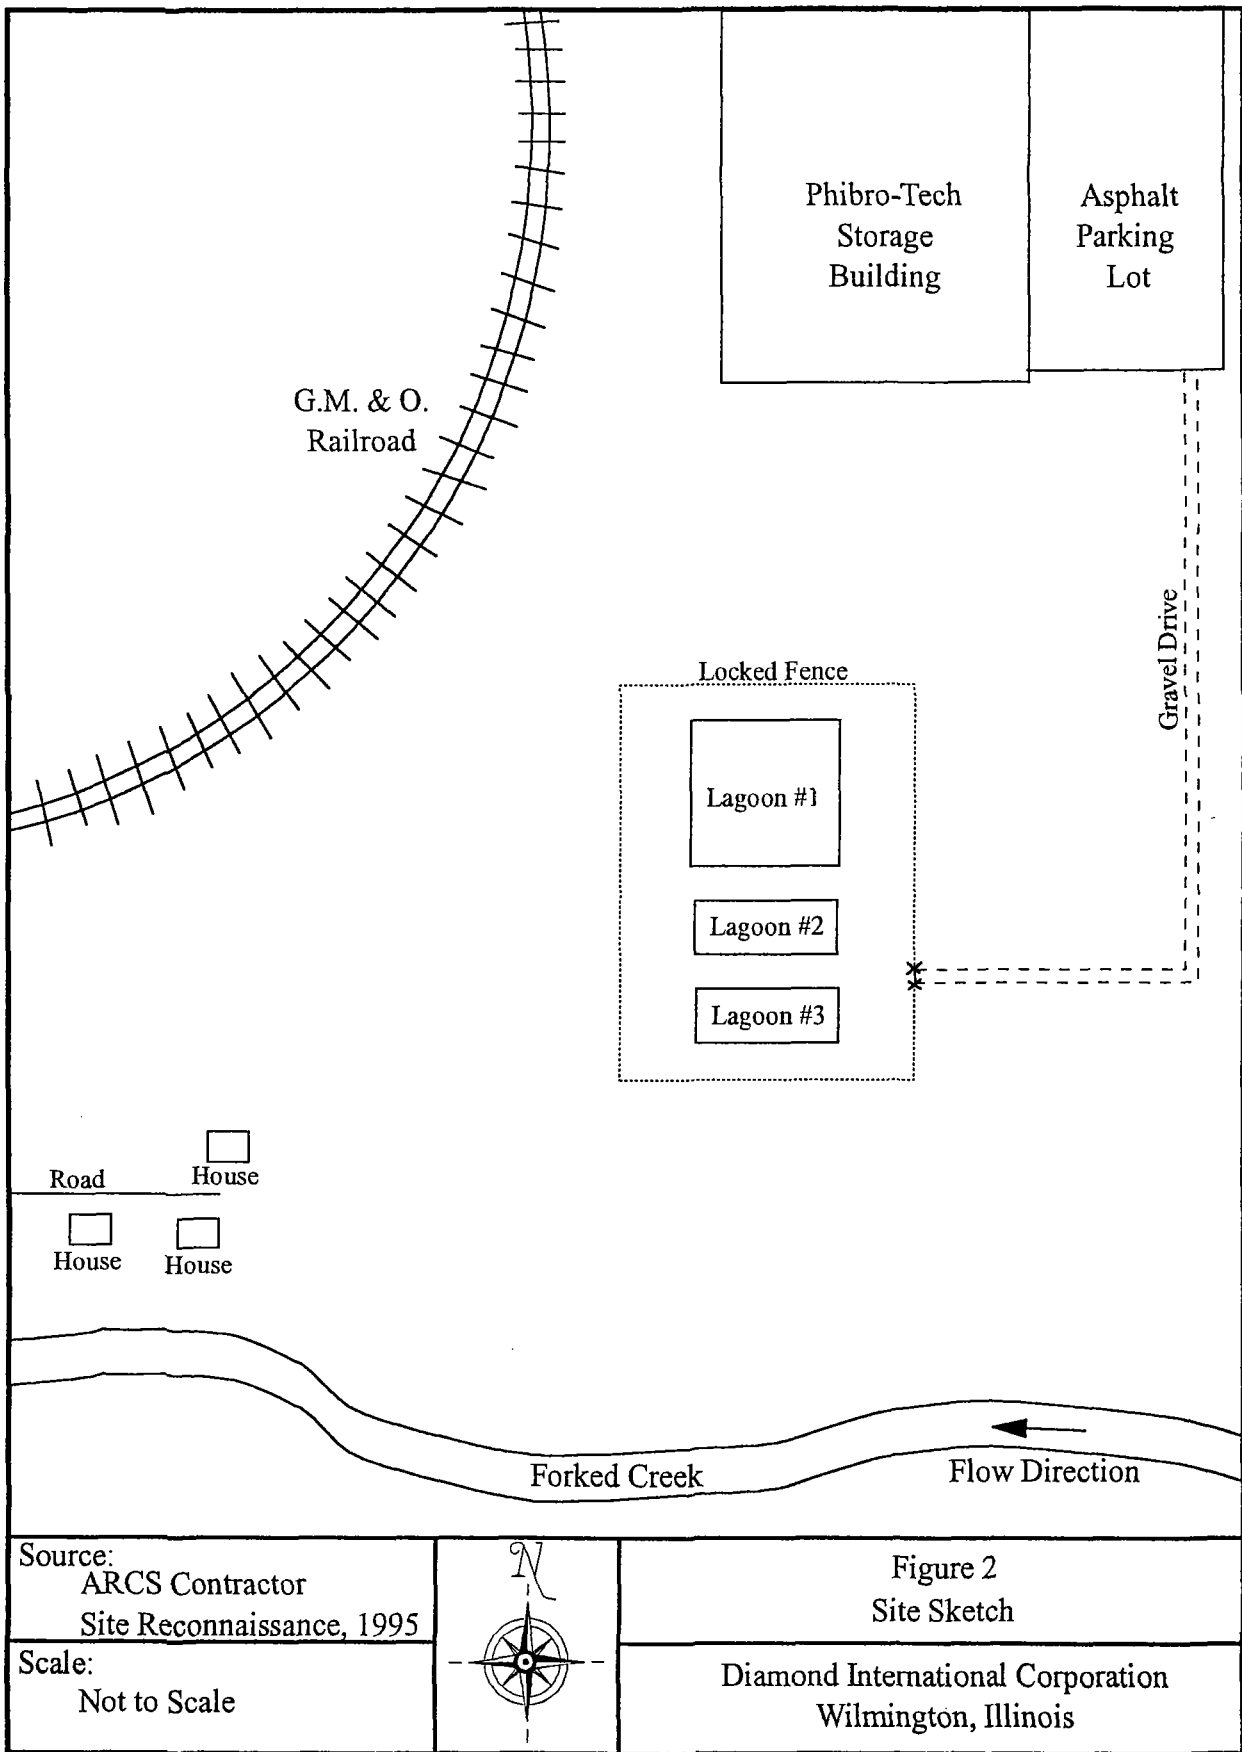 Phibro-Tech
Storage
Building
Asphalt
Parking
Lot
G.M. & O.
Railroad
Gravel Drive
Locked Fence
Lagoon #1
Lagoon #2
Lagoon #3
House
Road
House
House
Forked Creek
Flow Direction
Source:
ARCS Contractor
Site Reconnaissance, 1995
Scale:
Not to Scale
N
Figure 2
Site Sketch
Diamond International Corporation
Wilmington, Illinois